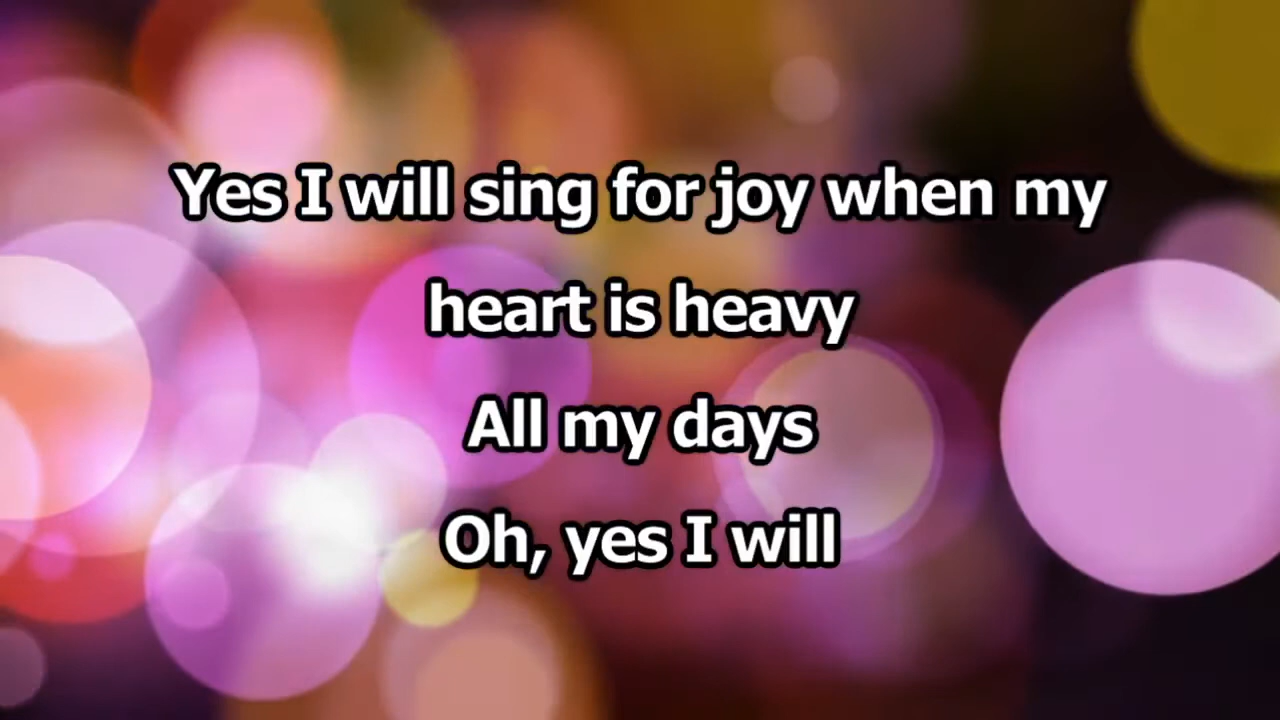 Yes I will sing for joy when my
heart is heavy
All my days
Oh, yes I will